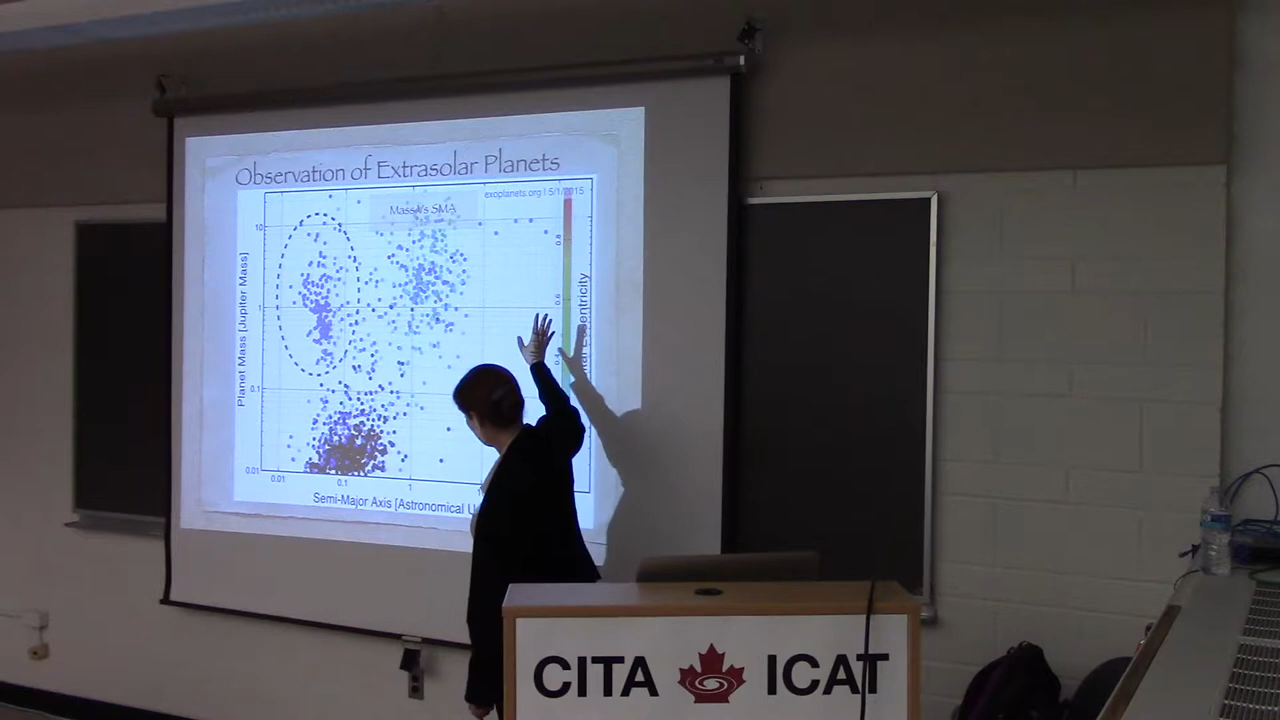 Observation of Extrasolar Planets
exoplanets.org | 5/1/2015
Mass Vs SMA
10
1
0.1
0.01
Planet Mass [Jupiter Mass]
0.01
0.1
1
Semi-Major Axis [Astronomical U
0.8
0.6
0.4
CITA ICAT